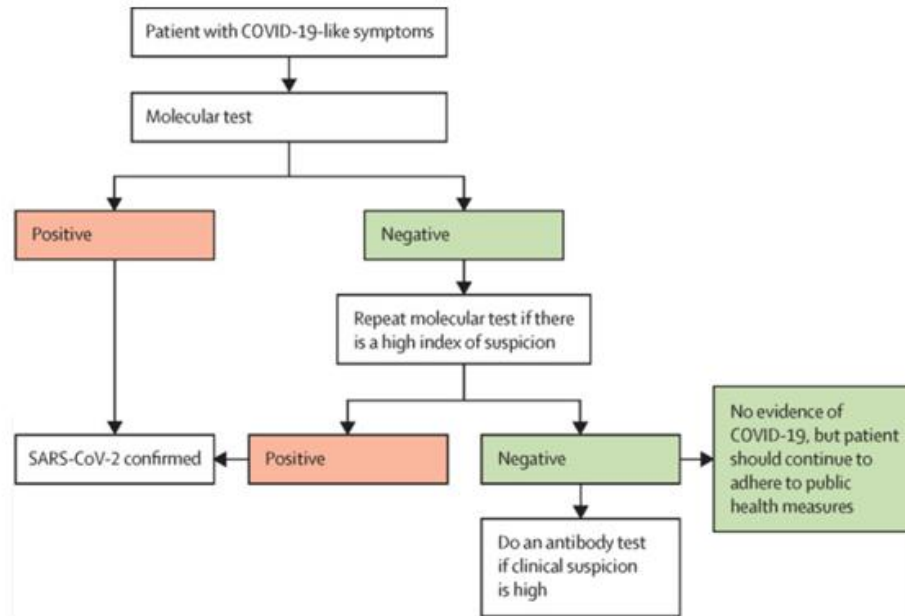 Patient with COVID-19-like symptoms
Molecular test
Positive
Negative
Repeat molecular test if there
is a high index of suspicion
SARS-CoV-2 confirmed
Positive
Negative
No evidence of
COVID-19, but patient
should continue to
adhere to public
health measures
Do an antibody test
if clinical suspicion
is high